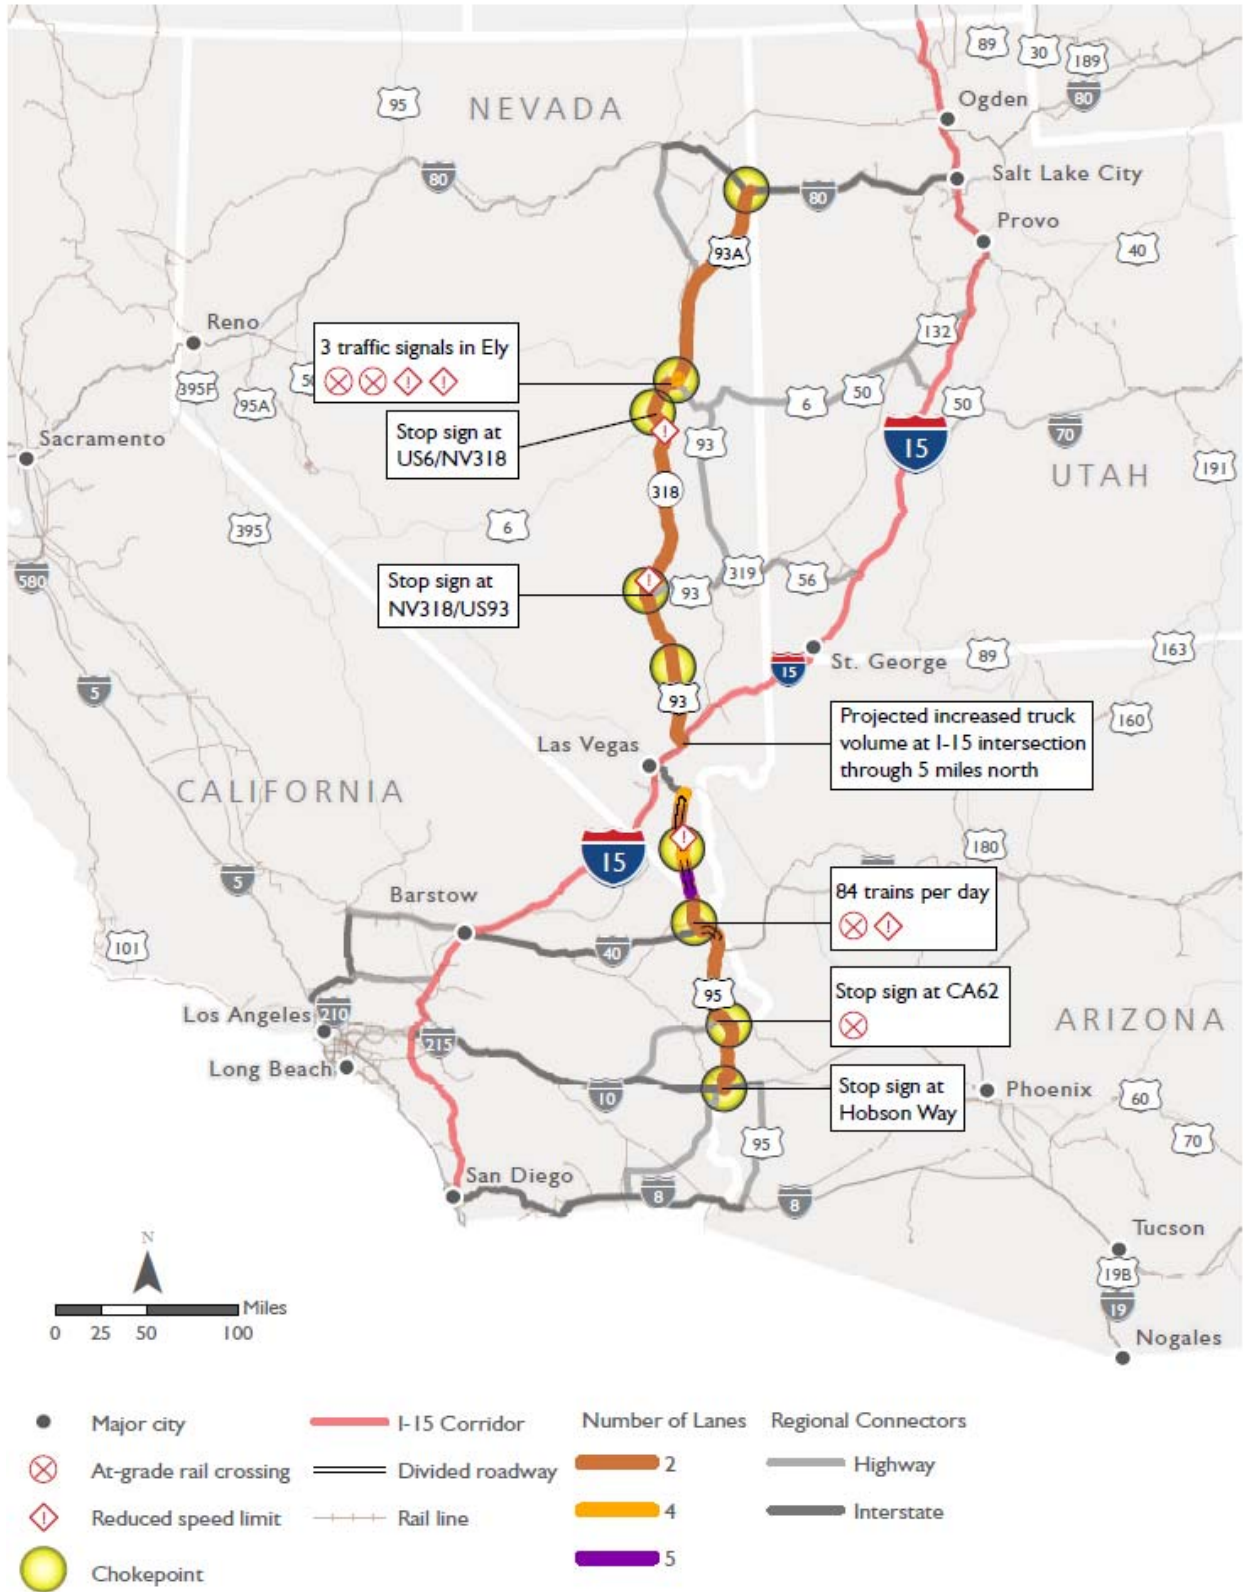 89
30
189
80
Ogden
95
NEVADA
80
Salt Lake City
80
Provo
93A
40
Reno
132
3 traffic signals in Ely
395F
95A
50
6
50
50
Stop sign at
US6/NV318
Sacramento
93
15
70
UTAH
191
318
395
6
580
Stop sign at
NV318/US93
93
319
56
St. George
89
163
15
5
93
Projected increased truck
volume at I-15 intersection
through 5 miles north
160
Las Vegas
CALIFORNIA
15
180
5
Barstow
84 trains per day
101
40
95
Stop sign at CA62
ARIZONA
Los Angeles
210
215
Long Beach
10
Stop sign at
Hobson Way
Phoenix
60
70
95
San Diego
8
8
Tucson
19B
19
Nogales
N
Miles
0 25 50 100
Major city
I-15 Corridor
Number of Lanes
Regional Connectors
At-grade rail crossing
Divided roadway
2
Highway
Reduced speed limit
Rail line
4
Interstate
Chokepoint
5